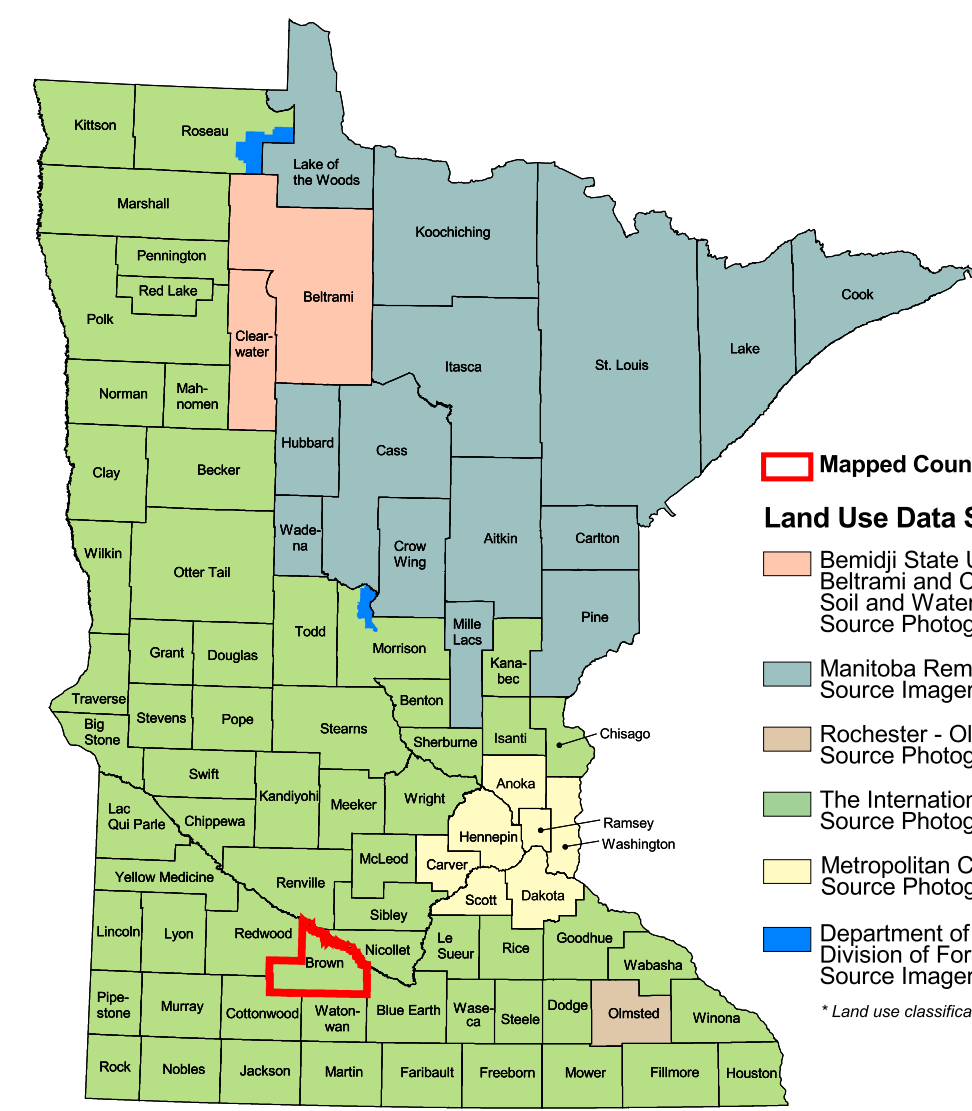 Kittson
Roseau
Lake of
the Woods
Marshall
Koochiching
Pennington
Red Lake
Beltrami
Cook
Polk
Clear-
water
Lake
Itasca
St. Louis
Norman
Mah-
nomen
Hubbard
Cass
Clay
Becker
Mapped Coun
Land Use Data S
Wade-
na
Crow
Wing
Aitkin
Carlton
Wilkin
Otter Tail
Bemidji State U
Beltrami and C
Soil and Water
Source Photog
Todd
Mille
Lacs
Pine
Grant
Douglas
Morrison
Kana-
bec
Manitoba Rem
Source Imager
Traverse
Benton
Big
Stone
Stevens
Pope
Stearns
Sherburne
Isanti
Chisago
Rochester - Ol
Source Photog
Swift
Anoka
Kandiyohi
Meeker
Wright
The Internation
Source Photog
Lac
Qui Parle
Chippewa
Ramsey
Hennepin
Washington
McLeod
Carver
Metropolitan C
Source Photog
Yellow Medicine
Renville
Scott
Dakota
Sibley
Lincoln
Lyon
Redwood
Nicollet
Le
Sueur
Rice
Goodhue
Department of
Division of For
Source Imager
Brown
Wabasha
Pipe-
stone
Murray
Cottonwood
Waton-
wan
Blue Earth
Wase-
ca
Steele
Dodge
Olmsted
Winona
* Land use classifica
Rock
Nobles
Jackson
Martin
Faribault
Freeborn
Mower
Fillmore
Houston